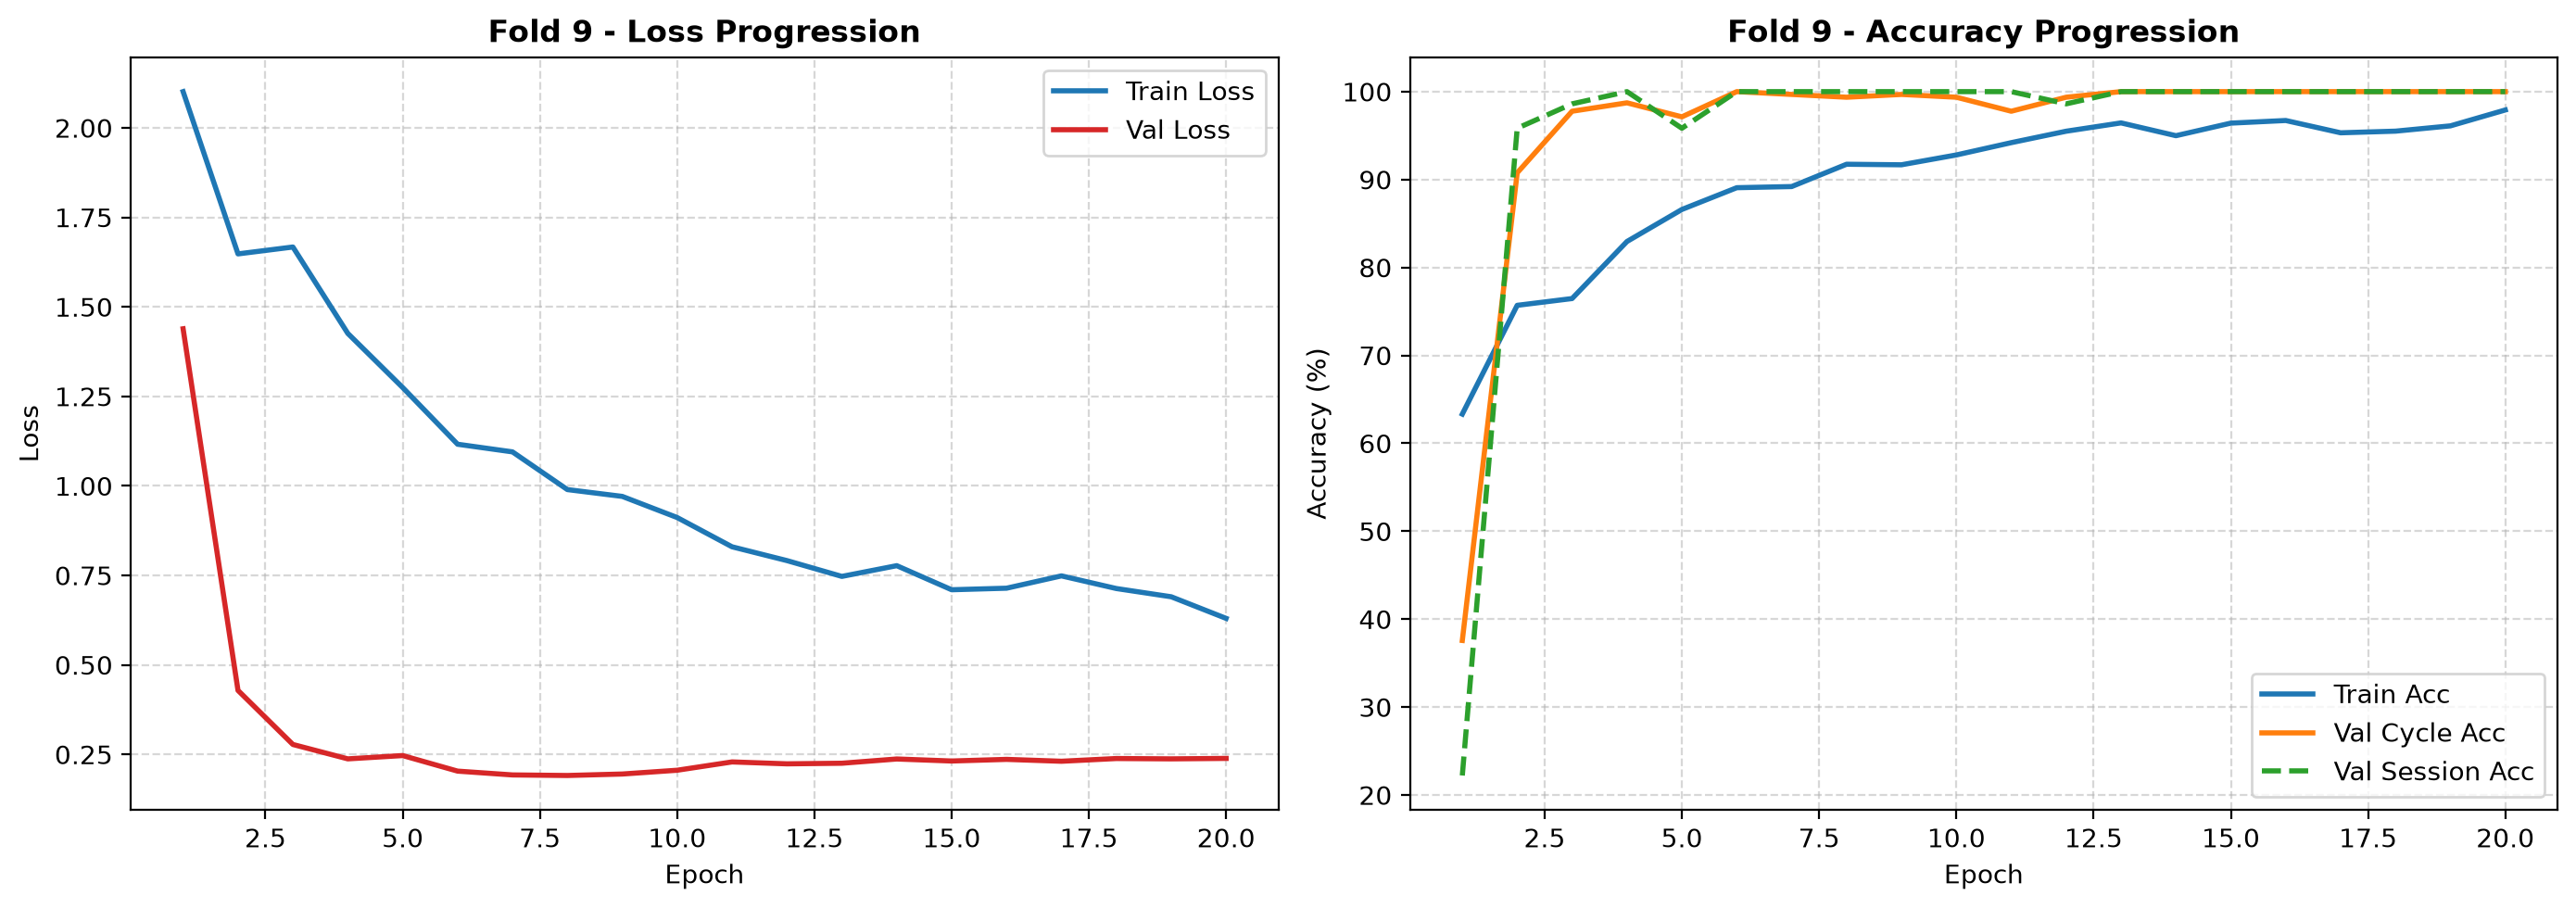 Fold 9 - Loss Progression
Train Loss
Val Loss
2.00
1.75
1.50
1.25
1.00
0.75
0.50
0.25
Loss
2.5 5.0 7.5 10.0 12.5 15.0 17.5 20.0
Epoch
Fold 9 - Accuracy Progression
100
90
80
70
60
50
40
30
20
Accuracy (%)
Train Acc
Val Cycle Acc
Val Session Acc
2.5 5.0 7.5 10.0 12.5 15.0 17.5 20.0
Epoch